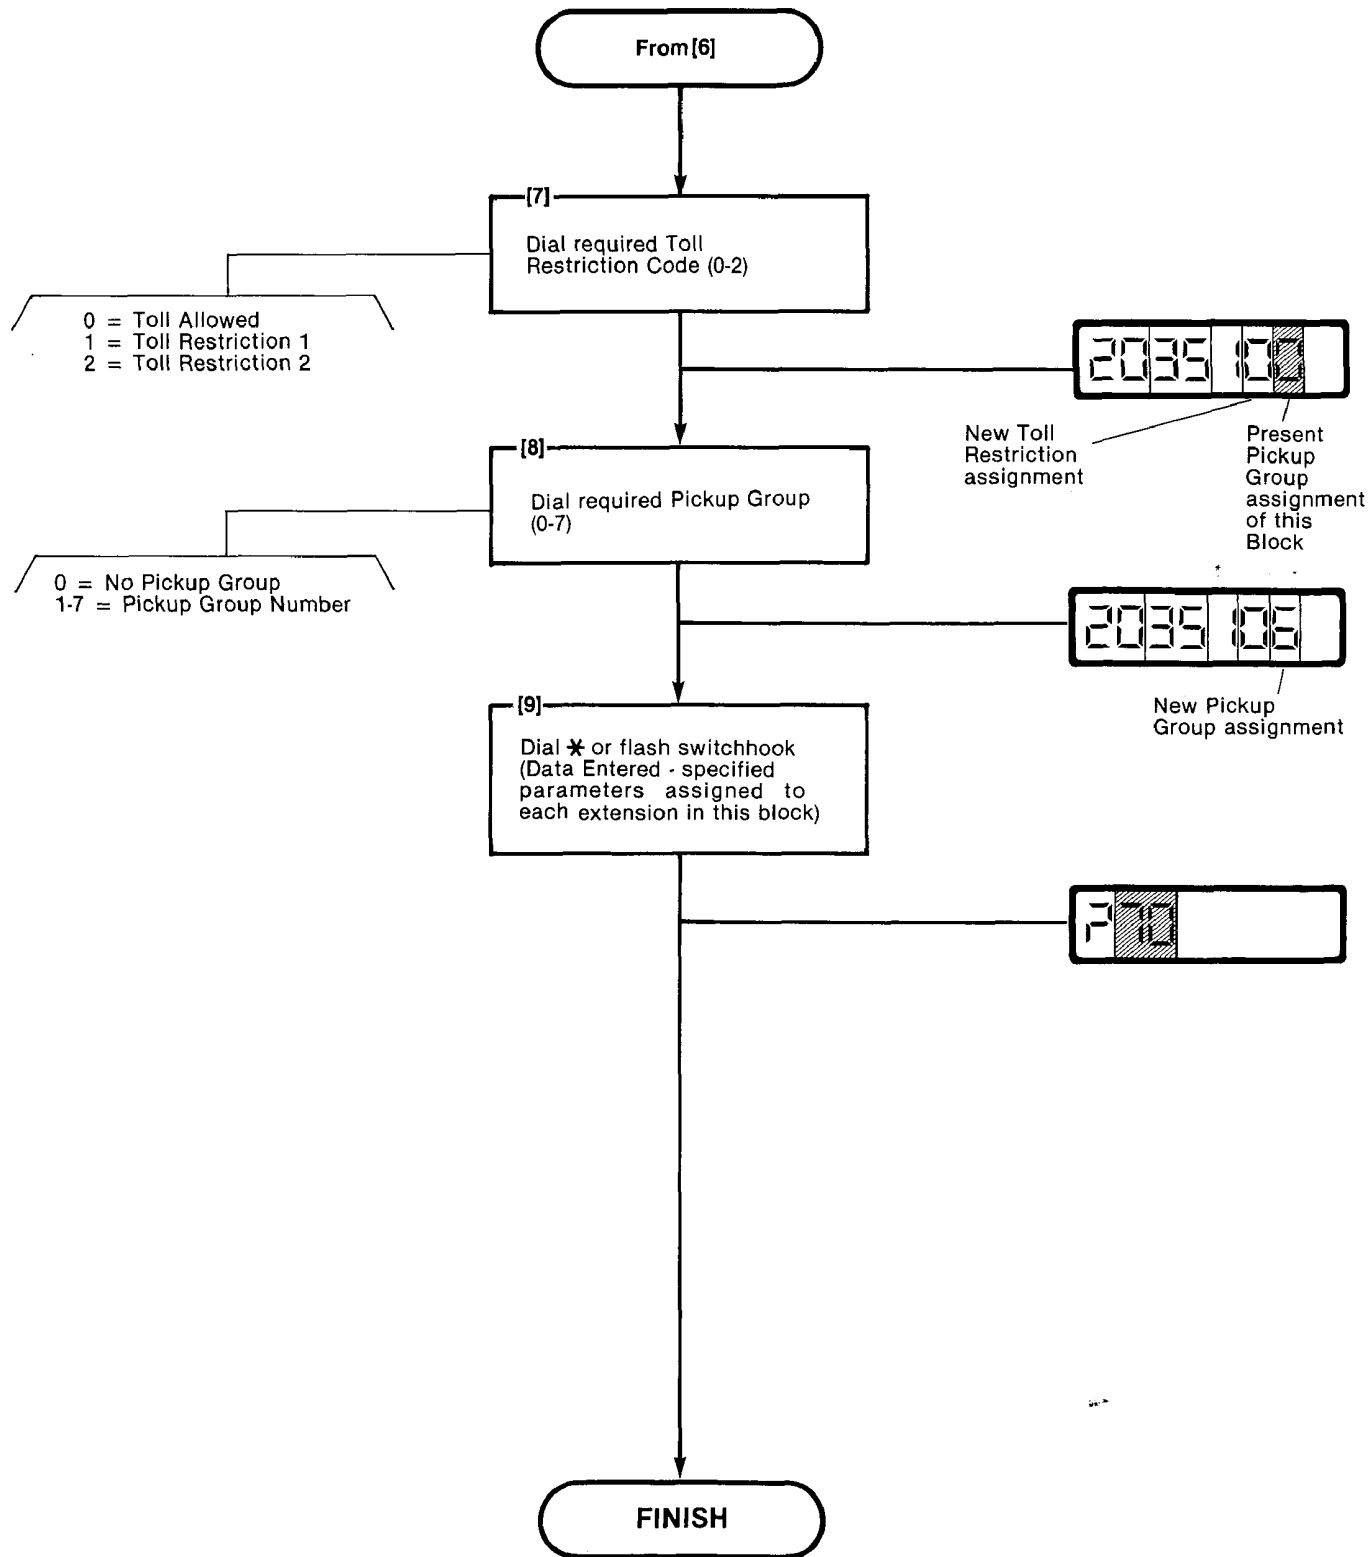 From [6]
[7]
Dial required Toll
Restriction Code (0-2)
0 = Toll Allowed
1 = Toll Restriction 1
2 = Toll Restriction 2
2035 100
New Toll
Restriction
assignment
Present
Pickup
Group
assignment
of this
Block
[8]
Dial required Pickup Group
(0-7)
0 = No Pickup Group
1-7 = Pickup Group Number
2035 105
New Pickup
Group assignment
[9]
Dial * or flash switchhook
(Data Entered - specified
parameters assigned to
each extension in this block)
P70
FINISH